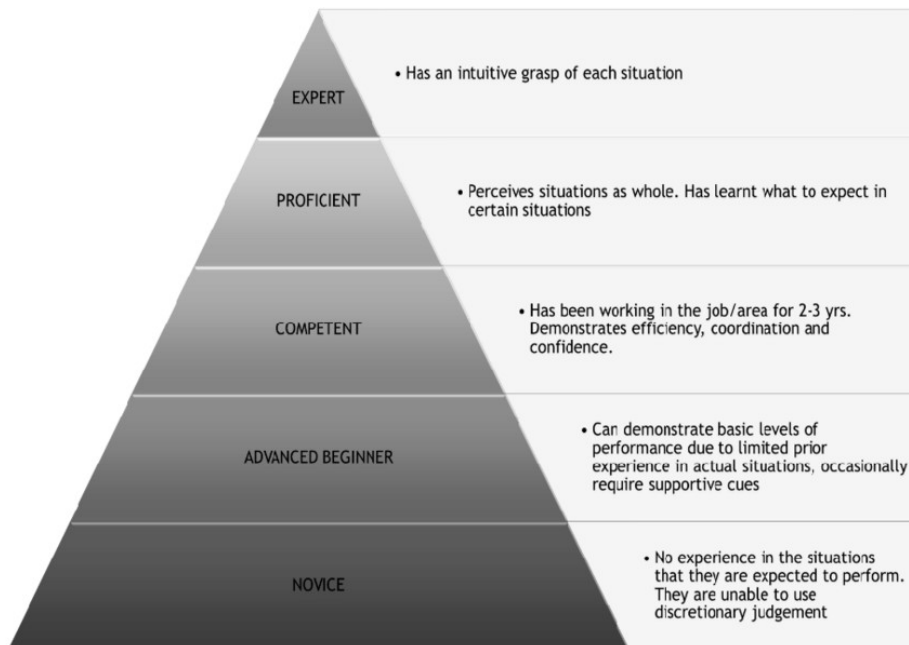 EXPERT
• Has an intuitive grasp of each situation
PROFICIENT
• Perceives situations as whole. Has learnt what to expect in
certain situations
COMPETENT
• Has been working in the job/area for 2-3 yrs.
Demonstrates efficiency, coordination and
confidence.
ADVANCED BEGINNER
• Can demonstrate basic levels of
performance due to limited prior
experience in actual situations, occasionally
require supportive cues
NOVICE
• No experience in the situations
that they are expected to perform.
They are unable to use
discretionary judgement